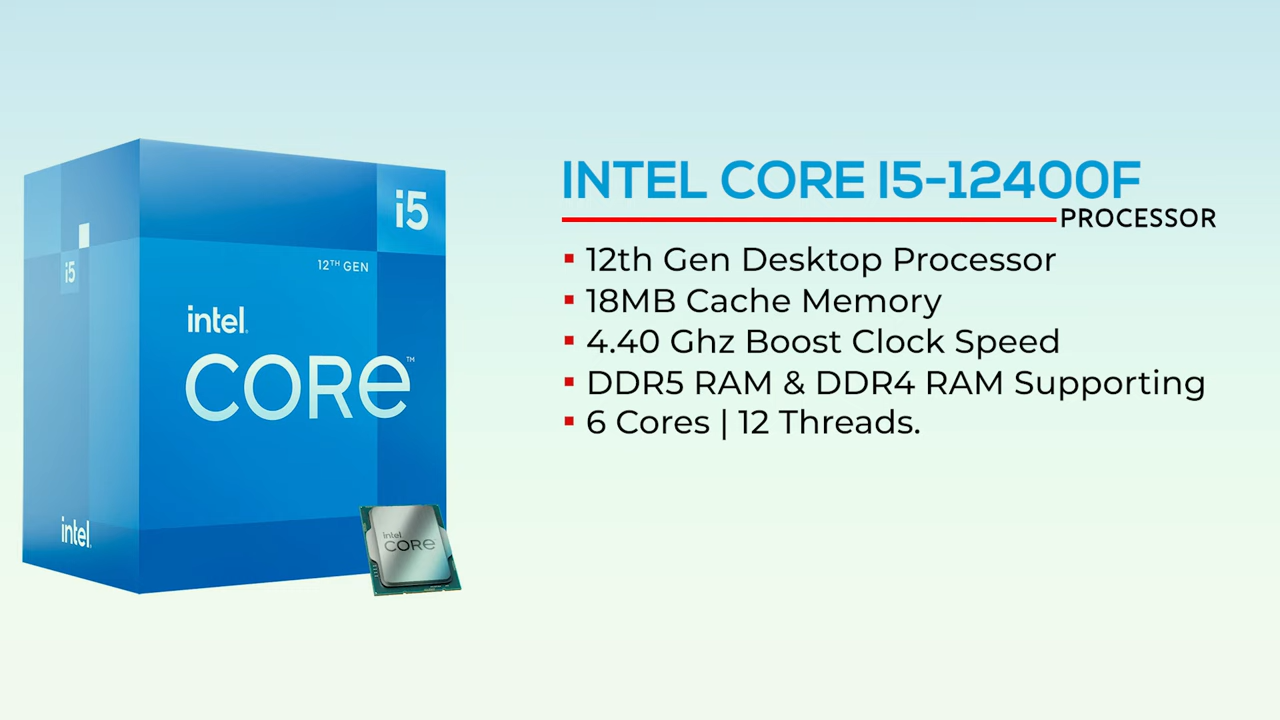 INTEL CORE I5-12400F
PROCESSOR
▪ 12th Gen Desktop Processor
▪ 18MB Cache Memory
▪ 4.40 Ghz Boost Clock Speed
▪ DDR5 RAM & DDR4 RAM Supporting
▪ 6 Cores | 12 Threads.
i5
12TH GEN
i5
intel.
CORe™
intel.
intel
CORe